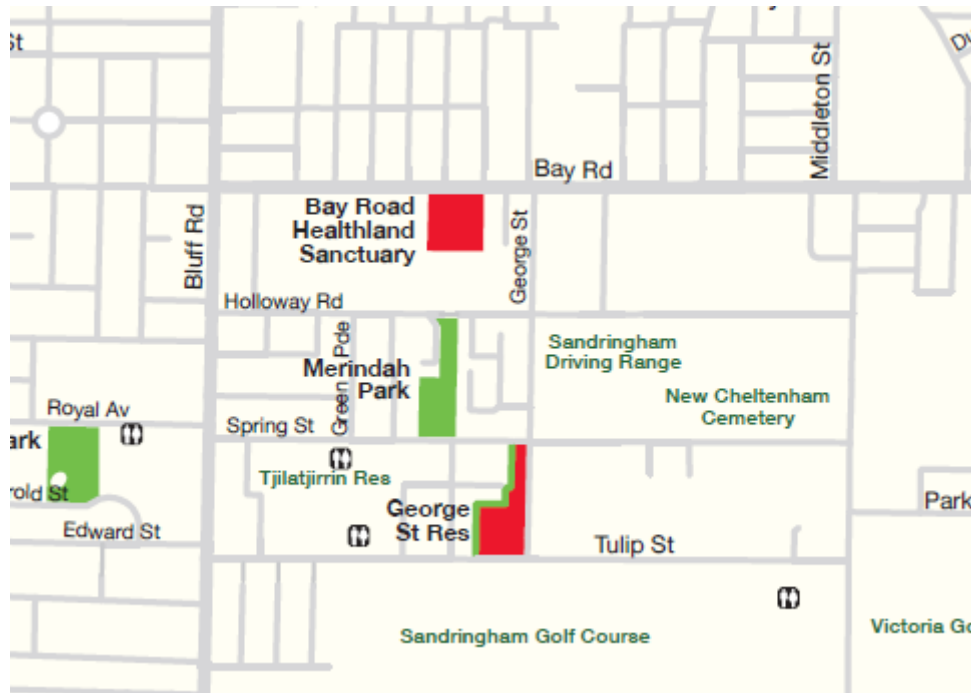 St
Middleton St
Bay Rd
Bay Road
Healthland
Sanctuary
Bluff Rd
George St
Holloway Rd
Green Pde
Merindah
Park
Sandringham
Driving Range
New Cheltenham
Cemetery
Royal Av
Spring St
ark
Tjilatjirrin Res
rold St
George
St Res
Park
Edward St
Tulip St
Sandringham Golf Course
Victoria Go